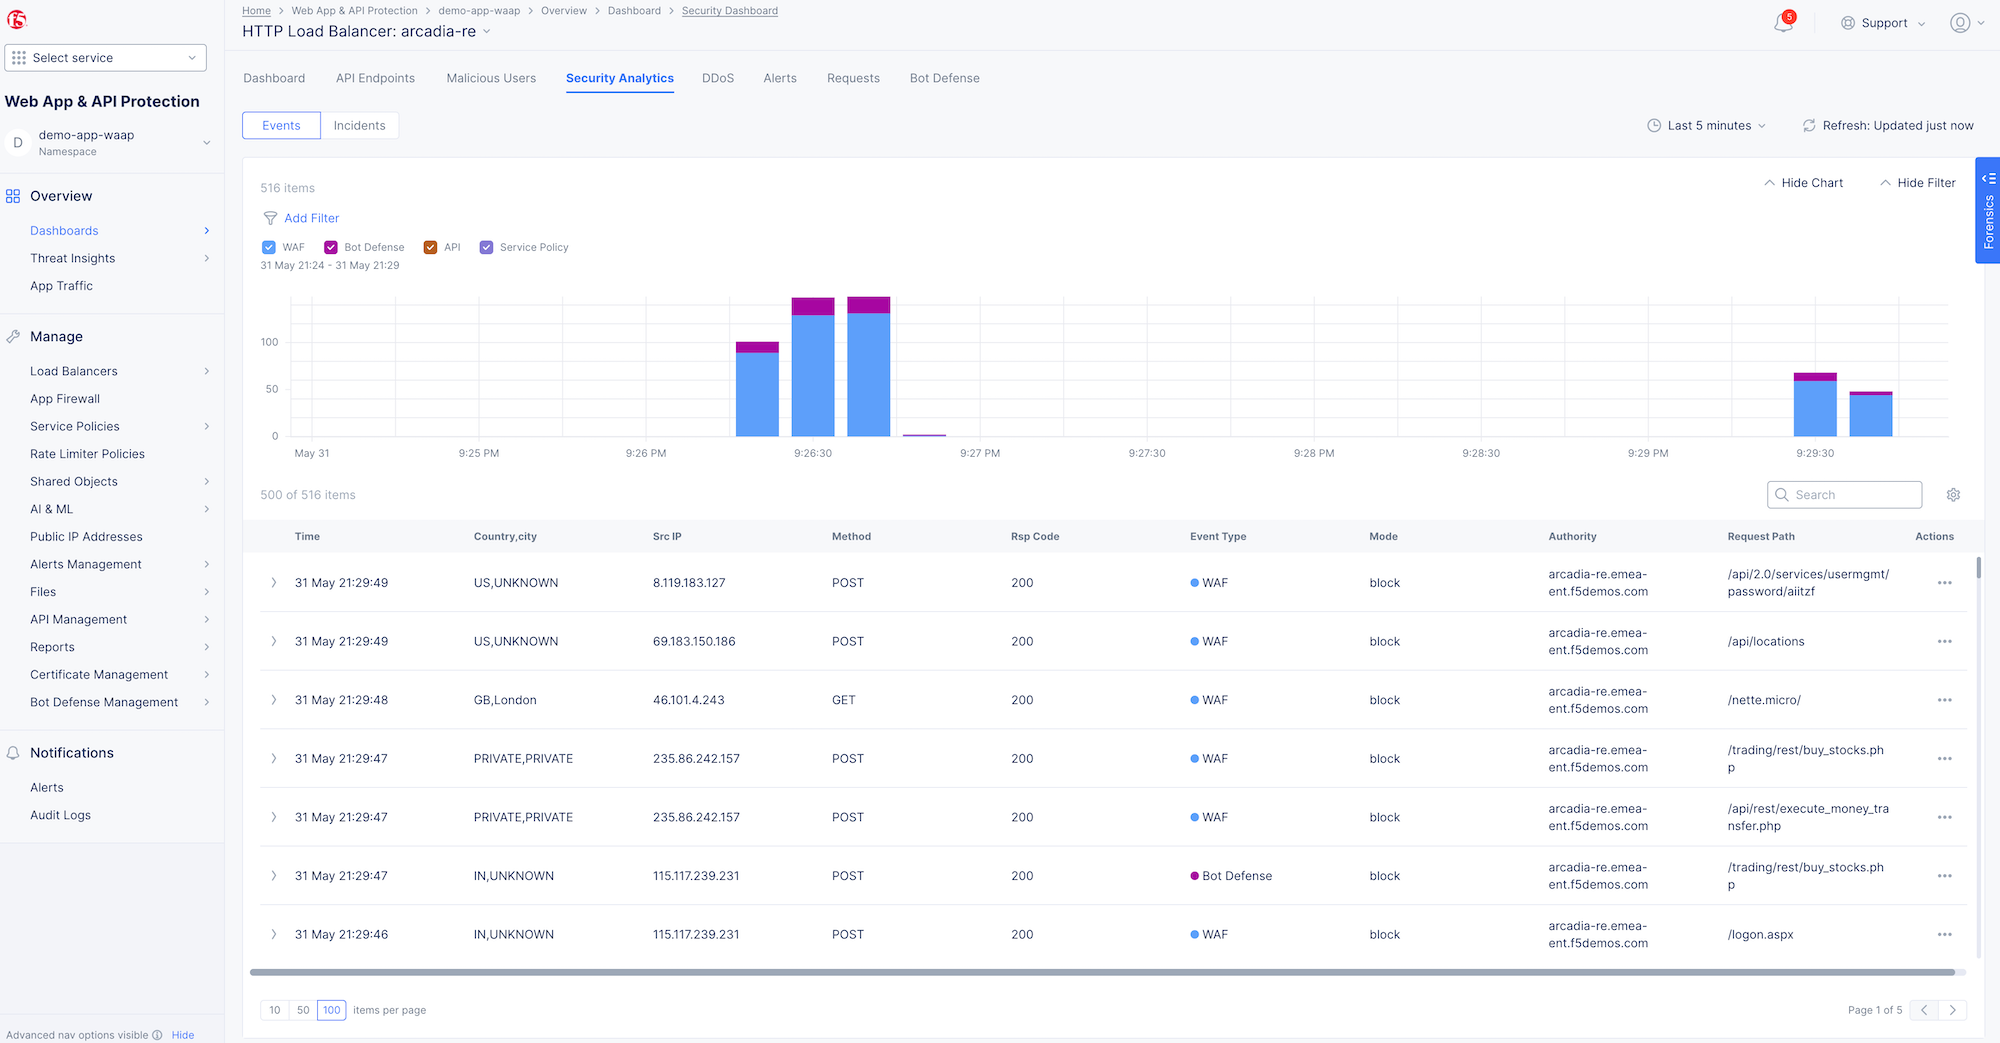 f5
Select service
Web App & API Protection
D
demo-app-waap
Namespace
Overview
Dashboards
Threat Insights
App Traffic
Manage
Load Balancers
App Firewall
Service Policies
Rate Limiter Policies
Shared Objects
AI & ML
Public IP Addresses
Alerts Management
Files
API Management
Reports
Certificate Management
Bot Defense Management
Notifications
Alerts
Audit Logs
Advanced nav options visible Hide
Home > Web App & API Protection > demo-app-waap > Overview > Dashboard > Security Dashboard
HTTP Load Balancer: arcadia-re
5
Support
Dashboard API Endpoints Malicious Users Security Analytics DDoS Alerts Requests Bot Defense
Events Incidents
Last 5 minutes Refresh: Updated just now
516 items
Hide Chart Hide Filter
Forensics
Add Filter
WAF Bot Defense API Service Policy
31 May 21:24 - 31 May 21:29
100
50
0
May 31 9:25 PM 9:26 PM 9:26:30 9:27 PM 9:27:30 9:28 PM 9:28:30 9:29 PM 9:29:30
500 of 516 items
Search
Time Country,city Src IP Method Rsp Code Event Type Mode Authority Request Path Actions
31 May 21:29:49 US,UNKNOWN 8.119.183.127 POST 200 WAF block arcadia-re.emea- /api/2.0/services/usermgmt/
ent.f5demos.com password/aiitzf
31 May 21:29:49 US,UNKNOWN 69.183.150.186 POST 200 WAF block arcadia-re.emea- /api/locations
ent.f5demos.com
31 May 21:29:48 GB,London 46.101.4.243 GET 200 WAF block arcadia-re.emea- /nette.micro/
ent.f5demos.com
31 May 21:29:47 PRIVATE,PRIVATE 235.86.242.157 POST 200 WAF block arcadia-re.emea- /trading/rest/buy_stocks.ph
ent.f5demos.com p
31 May 21:29:47 PRIVATE,PRIVATE 235.86.242.157 POST 200 WAF block arcadia-re.emea- /api/rest/execute_money_tra
ent.f5demos.com nsfer.php
31 May 21:29:47 IN,UNKNOWN 115.117.239.231 POST 200 Bot Defense block arcadia-re.emea- /trading/rest/buy_stocks.ph
ent.f5demos.com p
31 May 21:29:46 IN,UNKNOWN 115.117.239.231 POST 200 WAF block arcadia-re.emea- /logon.aspx
ent.f5demos.com
10 50 100 items per page
Page 1 of 5